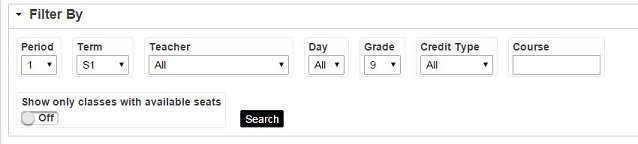 Filter By
Period Term Teacher Day Grade Credit Type Course
1 S1 All All 9 All
Show only classes with available seats
Off Search